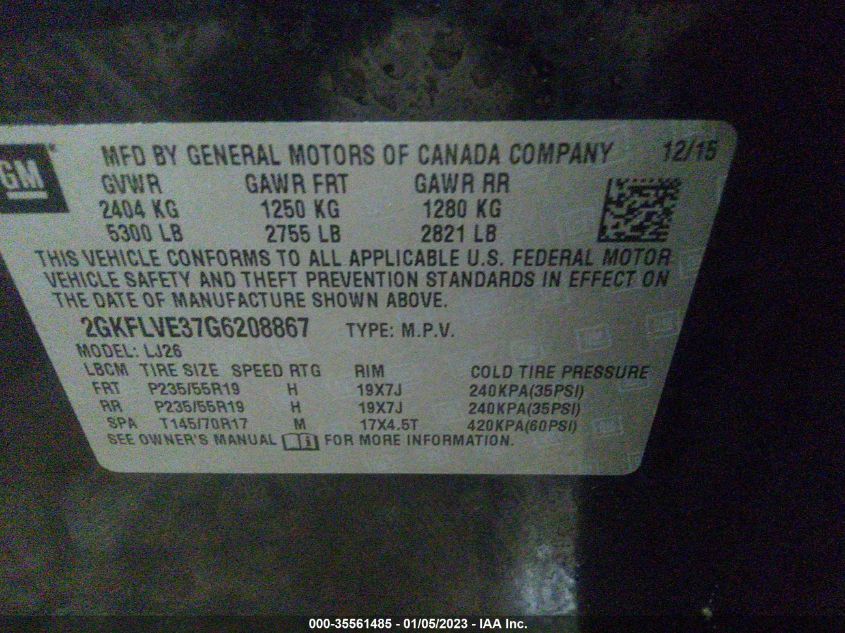 GM
MFD BY GENERAL MOTORS OF CANADA COMPANY 12/15
GVWR GAWR FRT GAWR RR
2404 KG 1250 KG 1280 KG
5300 LB 2755 LB 2821 LB
THIS VEHICLE CONFORMS TO ALL APPLICABLE U.S. FEDERAL MOTOR
VEHICLE SAFETY AND THEFT PREVENTION STANDARDS IN EFFECT ON
THE DATE OF MANUFACTURE SHOWN ABOVE.
2GKFLVE37G6208867 TYPE: M.P.V.
MODEL: LJ26
LBCM TIRE SIZE SPEED RTG RIM COLD TIRE PRESSURE
FRT P235/55R19 H 19X7J 240KPA(35PSI)
RR P235/55R19 H 19X7J 240KPA(35PSI)
SPA T145/70R17 M 17X4.5T 420KPA(60PSI)
SEE OWNER'S MANUAL FOR MORE INFORMATION.
000-35561485 - 01/05/2023 - IAA Inc.